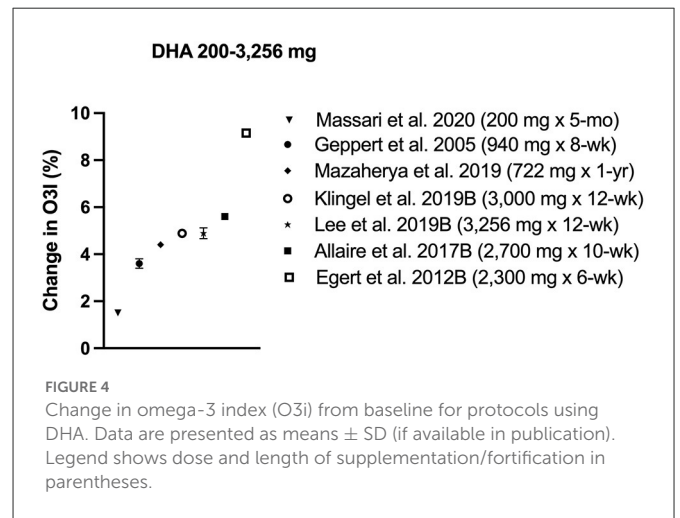 DHA 200-3,256 mg
Change in O3I (%)
10
8
6
4
2
0
Massari et al. 2020 (200 mg x 5-mo)
Geppert et al. 2005 (940 mg x 8-wk)
Mazaherya et al. 2019 (722 mg x 1-yr)
Klingel et al. 2019B (3,000 mg x 12-wk)
Lee et al. 2019B (3,256 mg x 12-wk)
Allaire et al. 2017B (2,700 mg x 10-wk)
Egert et al. 2012B (2,300 mg x 6-wk)
FIGURE 4
Change in omega-3 index (O3i) from baseline for protocols using
DHA. Data are presented as means ± SD (if available in publication).
Legend shows dose and length of supplementation/fortification in
parentheses.